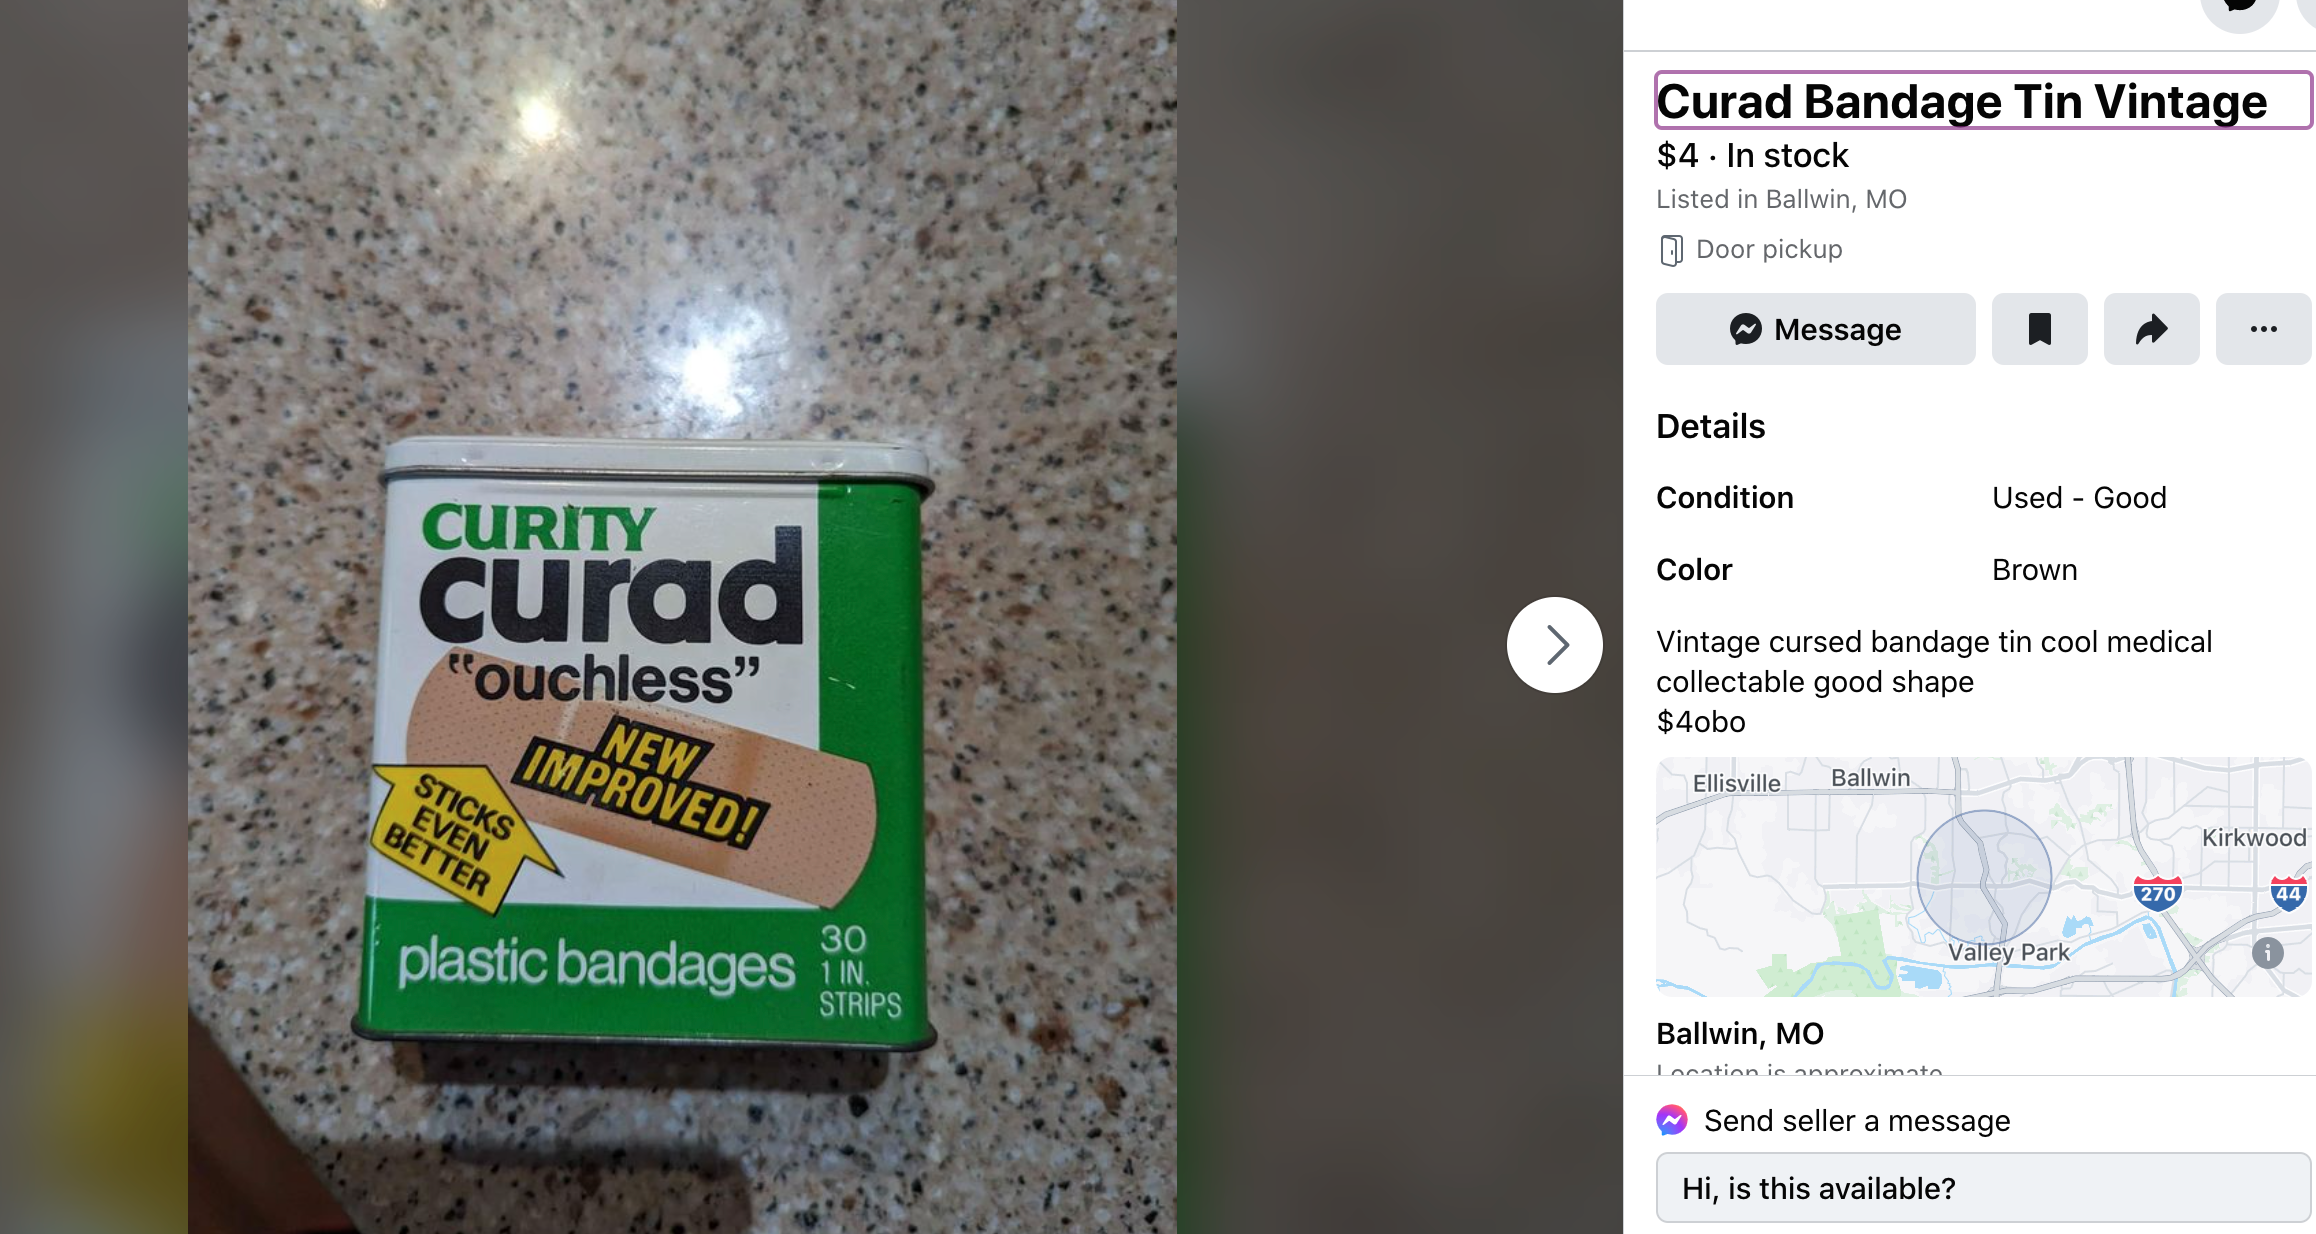 CURITY
curad
"ouchless"
NEW
IMPROVED!
STICKS
EVEN
BETTER
plastic bandages
30
1 IN.
STRIPS
Curad Bandage Tin Vintage
$4 · In stock
Listed in Ballwin, MO
Door pickup
Message
Details
Condition Used - Good
Color Brown
Vintage cursed bandage tin cool medical
collectable good shape
$4obo
Ellisville
Ballwin
Kirkwood
270
44
Valley Park
Ballwin, MO
Location is approximate
Send seller a message
Hi, is this available?